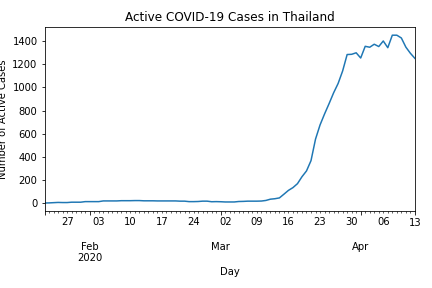 Active COVID-19 Cases in Thailand
Number of Active Cases
1400
1200
1000
800
600
400
200
0
27 03 10 17 24 02 09 16 23 30 06 13
Feb Mar Apr
2020
Day